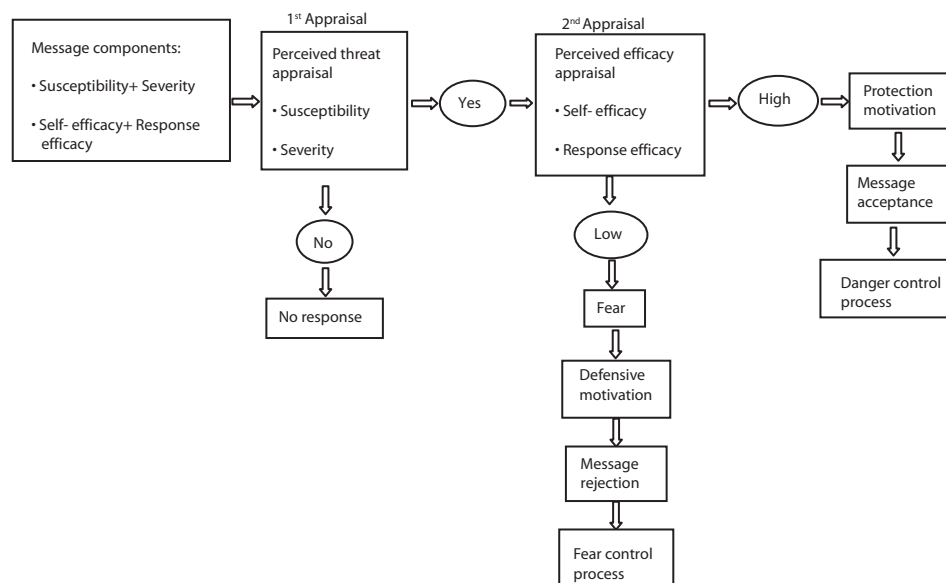 1st Appraisal
2nd Appraisal
Message components:
• Susceptibility+ Severity
• Self- efficacy+ Response
efficacy
Perceived threat
appraisal
• Susceptibility
• Severity
Yes
Perceived efficacy
appraisal
• Self- efficacy
• Response efficacy
High
Protection
motivation
Message
acceptance
Danger control
process
No
No response
Low
Fear
Defensive
motivation
Message
rejection
Fear control
process